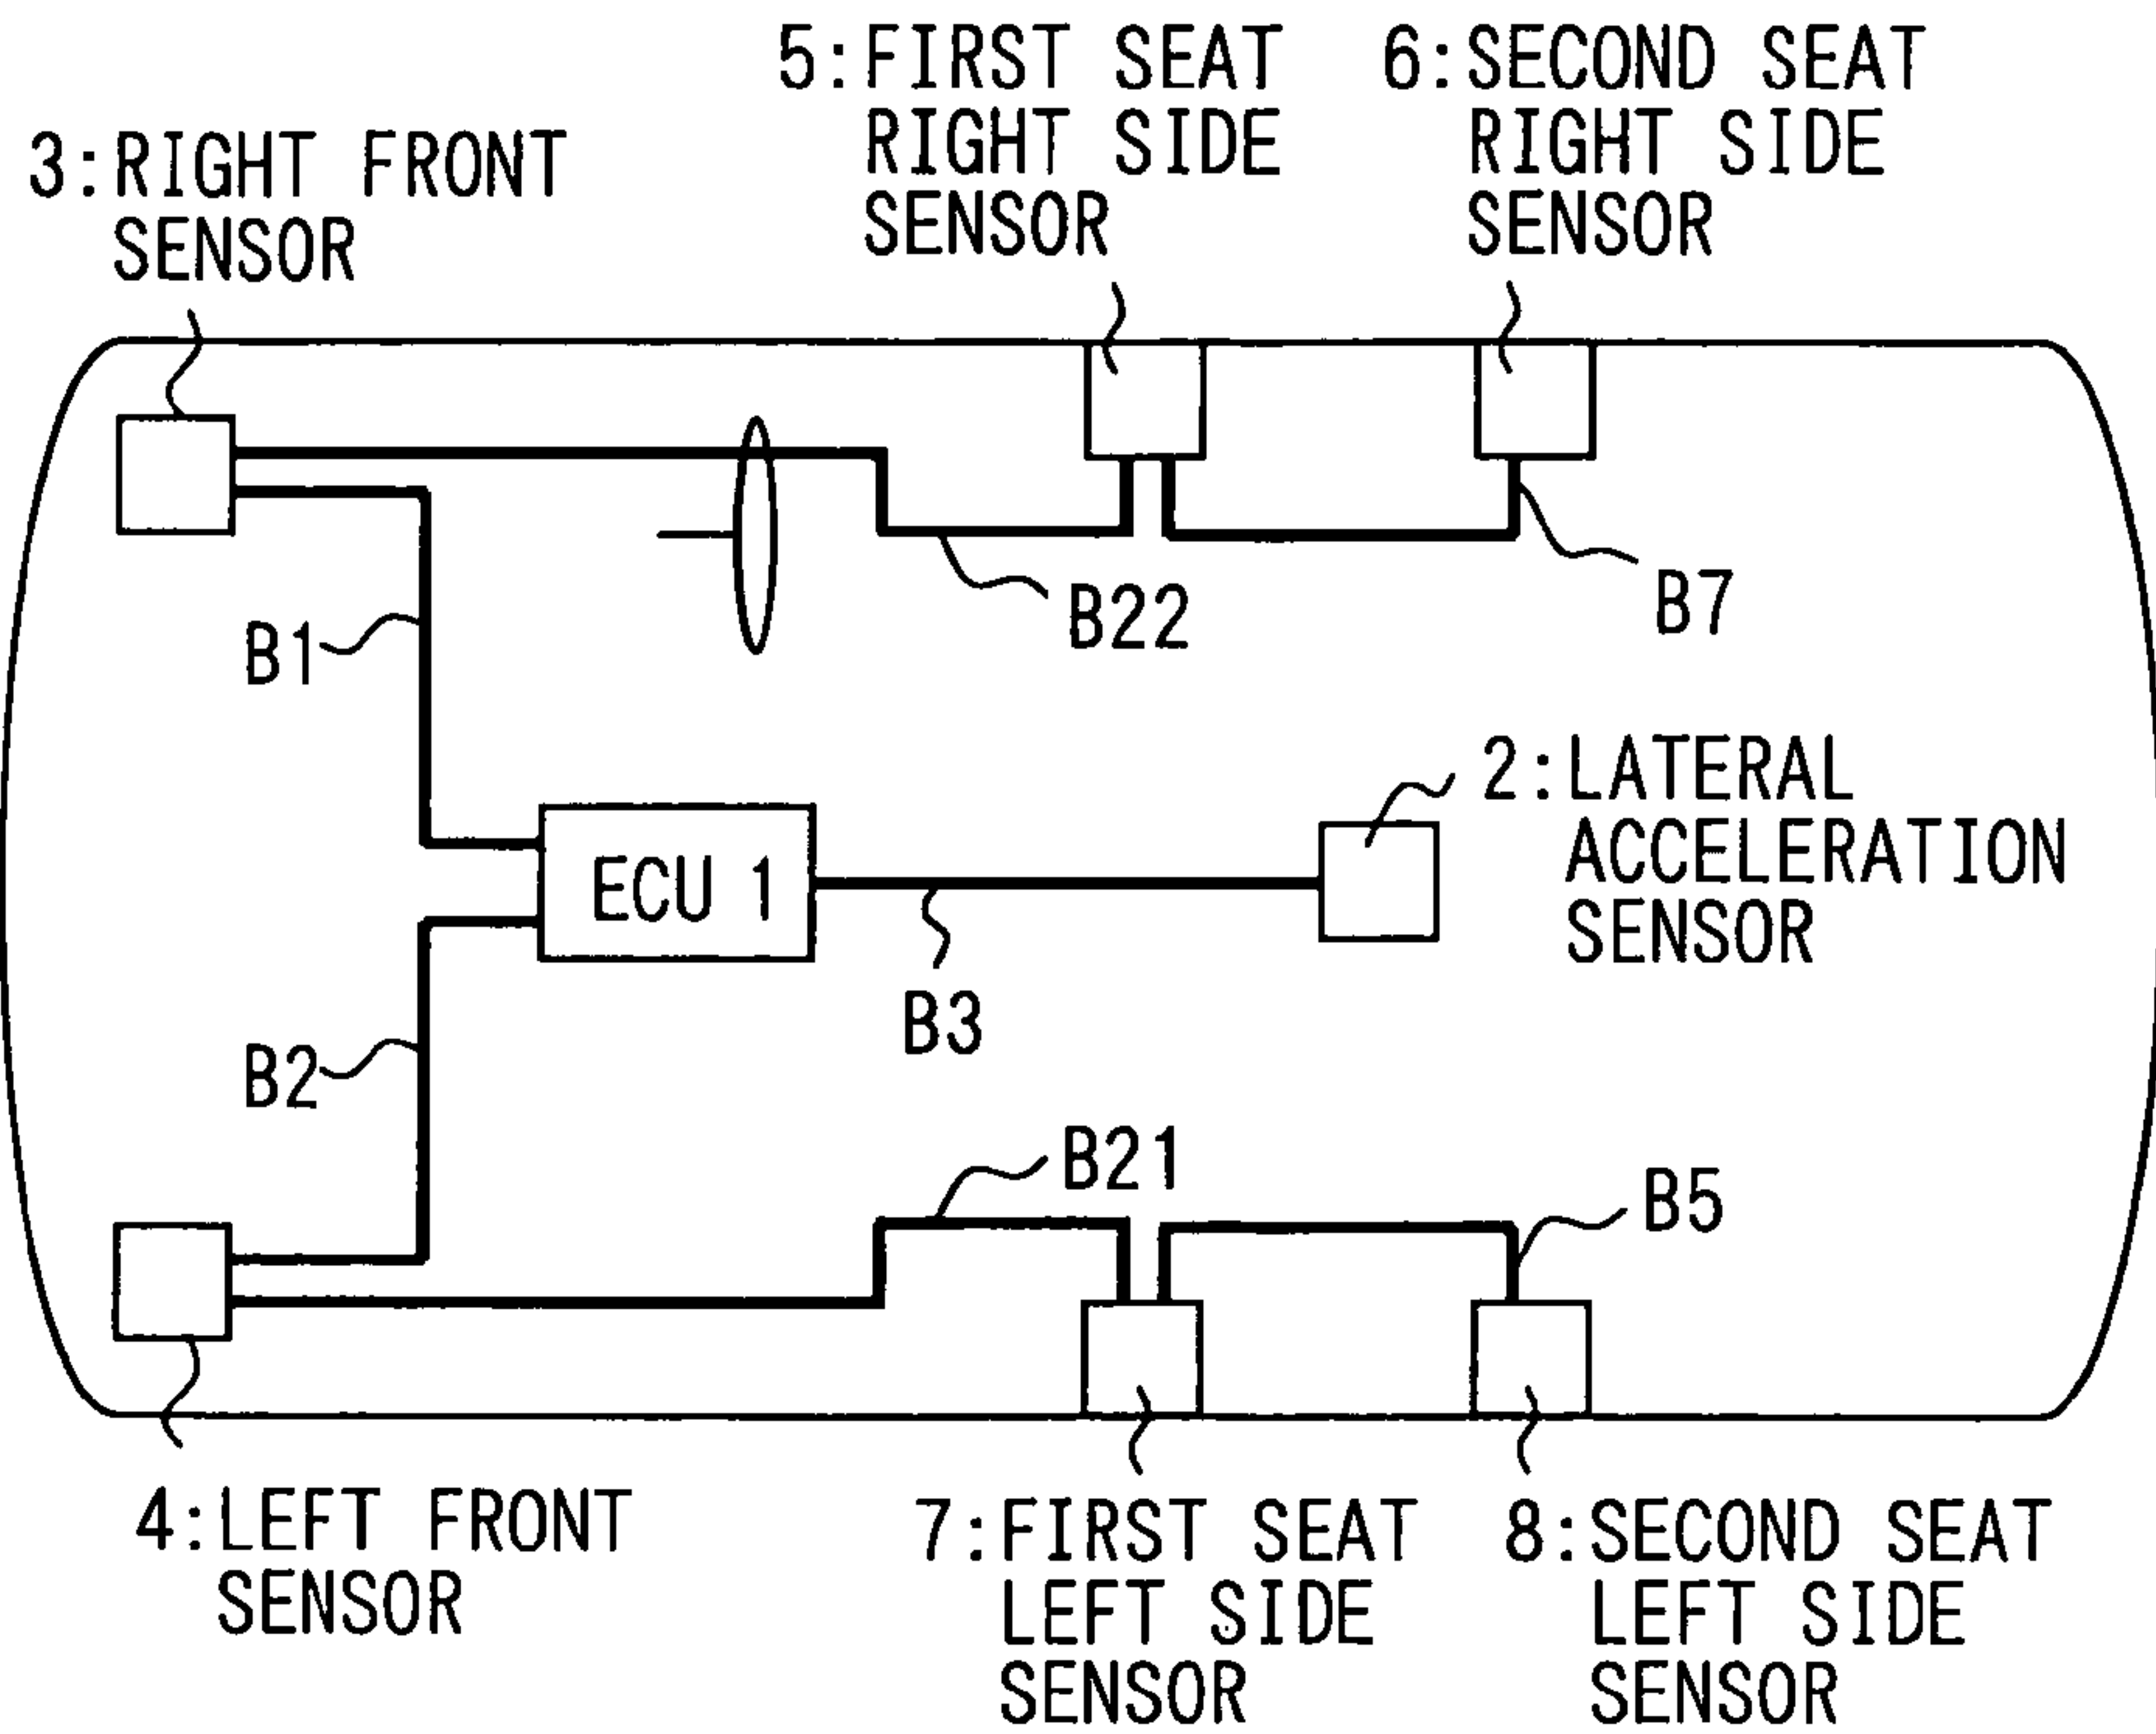 5:FIRST SEAT
RIGHT SIDE
SENSOR
6:SECOND SEAT
RIGHT SIDE
SENSOR
3:RIGHT FRONT
SENSOR
B22
B7
B1
2:LATERAL
ACCELERATION
SENSOR
ECU 1
B3
B2
B21
B5
4:LEFT FRONT
SENSOR
7:FIRST SEAT
LEFT SIDE
SENSOR
8:SECOND SEAT
LEFT SIDE
SENSOR